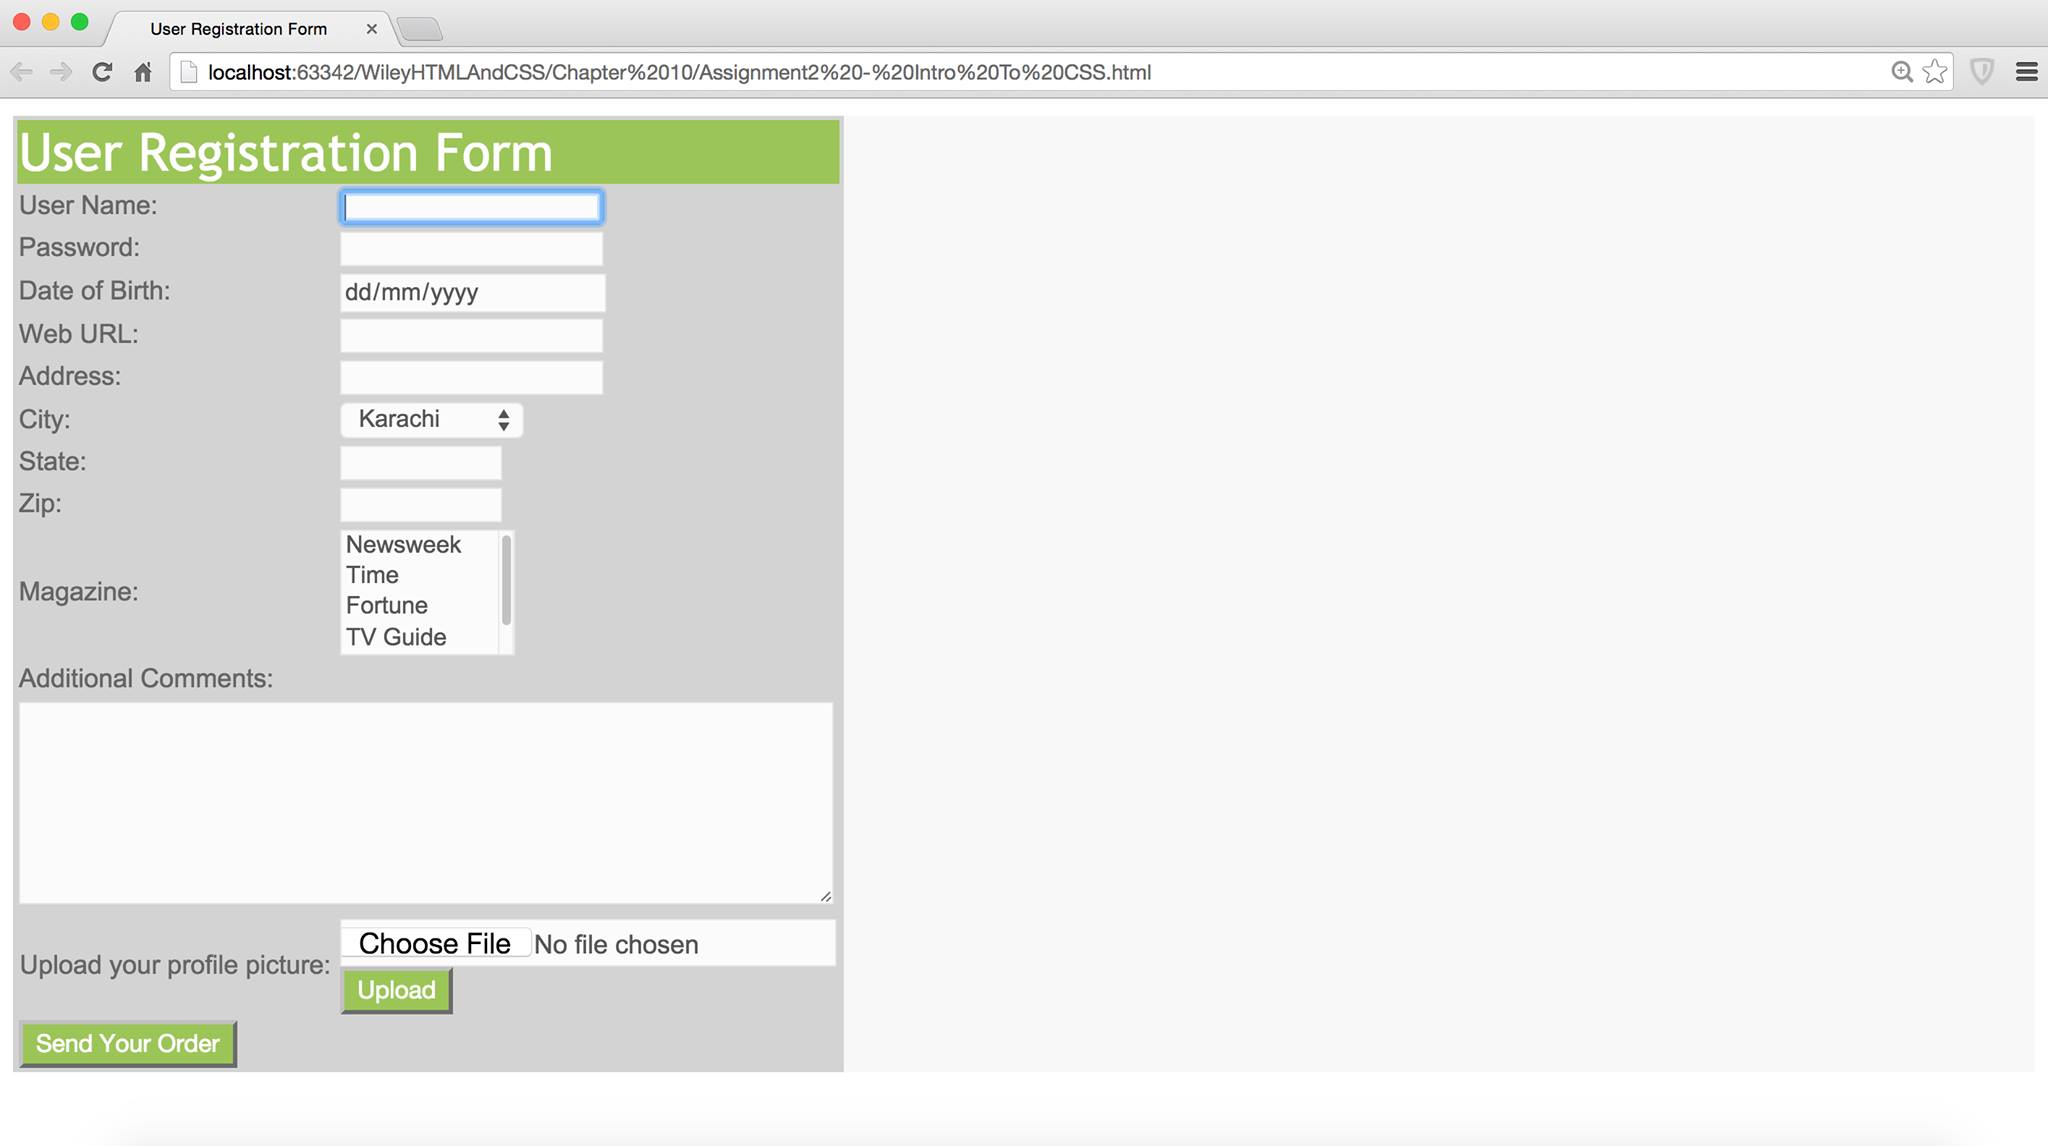 User Registration Form
localhost:63342/WileyHTMLAndCSS/Chapter%2010/Assignment2%20-%20Intro%20To%20CSS.html
User Registration Form
User Name:
Password:
Date of Birth: dd/mm/yyyy
Web URL:
Address:
City: Karachi
State:
Zip:
Magazine:
Newsweek
Time
Fortune
TV Guide
Additional Comments:
Upload your profile picture:
Choose File No file chosen
Upload
Send Your Order